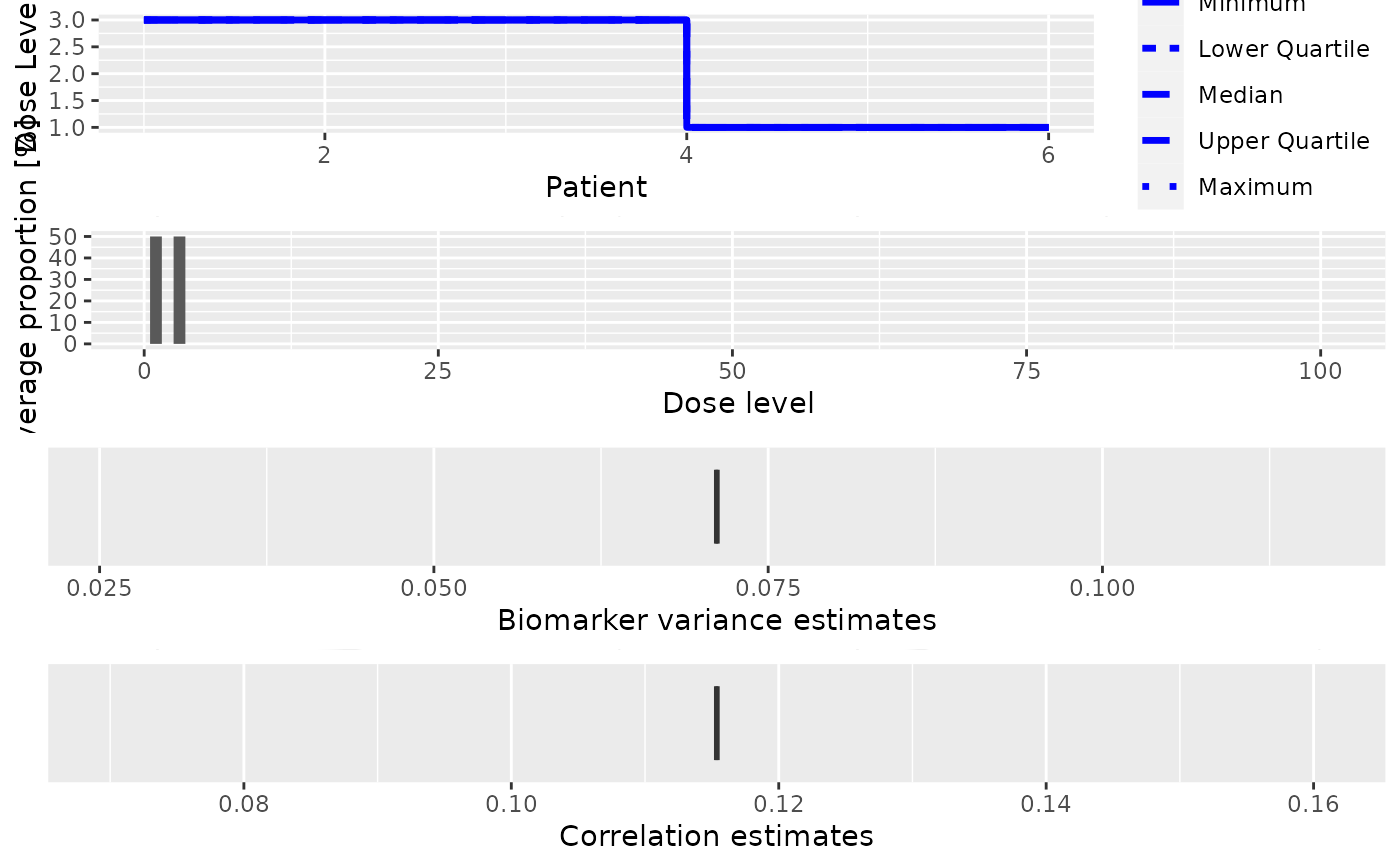 Dose Leve
3.0
2.5
2.0
1.5
1.0
2
4
6
Patient
Minimum
Lower Quartile
Median
Upper Quartile
Maximum
proportion [%]
50
40
30
20
10
0
0
25
50
75
100
Dose level
0.025
0.050
0.075
0.100
Biomarker variance estimates
0.08
0.10
0.12
0.14
0.16
Correlation estimates